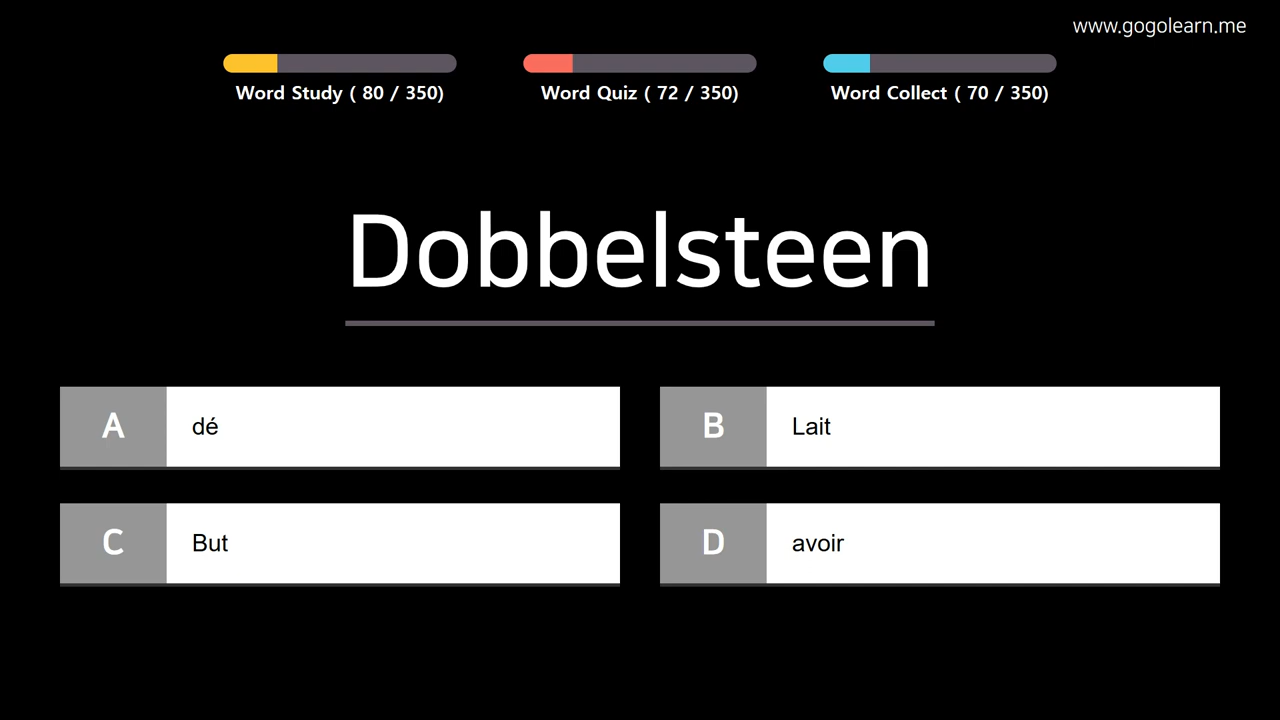 www.gogolearn.me
Word Study ( 80 / 350)
Word Quiz ( 72 / 350)
Word Collect ( 70 / 350)
Dobbelsteen
A
dé
B
Lait
C
But
D
avoir